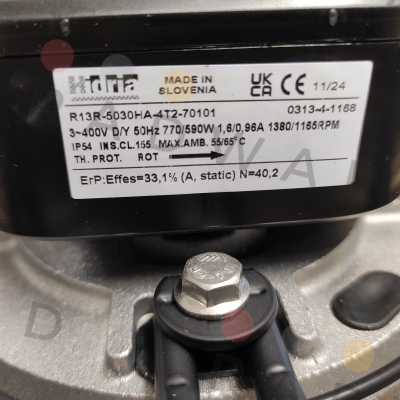 Hidria
MADE IN
SLOVENIA
UK
CA
CE
11/24
R13R-5030HA-4T2-70101
0313-4-1168
3~400V D/Y 50Hz 770/590W 1,6/0,96A 1380/1165RPM
IP54 INS.CL.155 MAX.AMB. 55/65°C
TH. PROT. ROT
ErP:Effes=33,1% (A, static) N=40,2